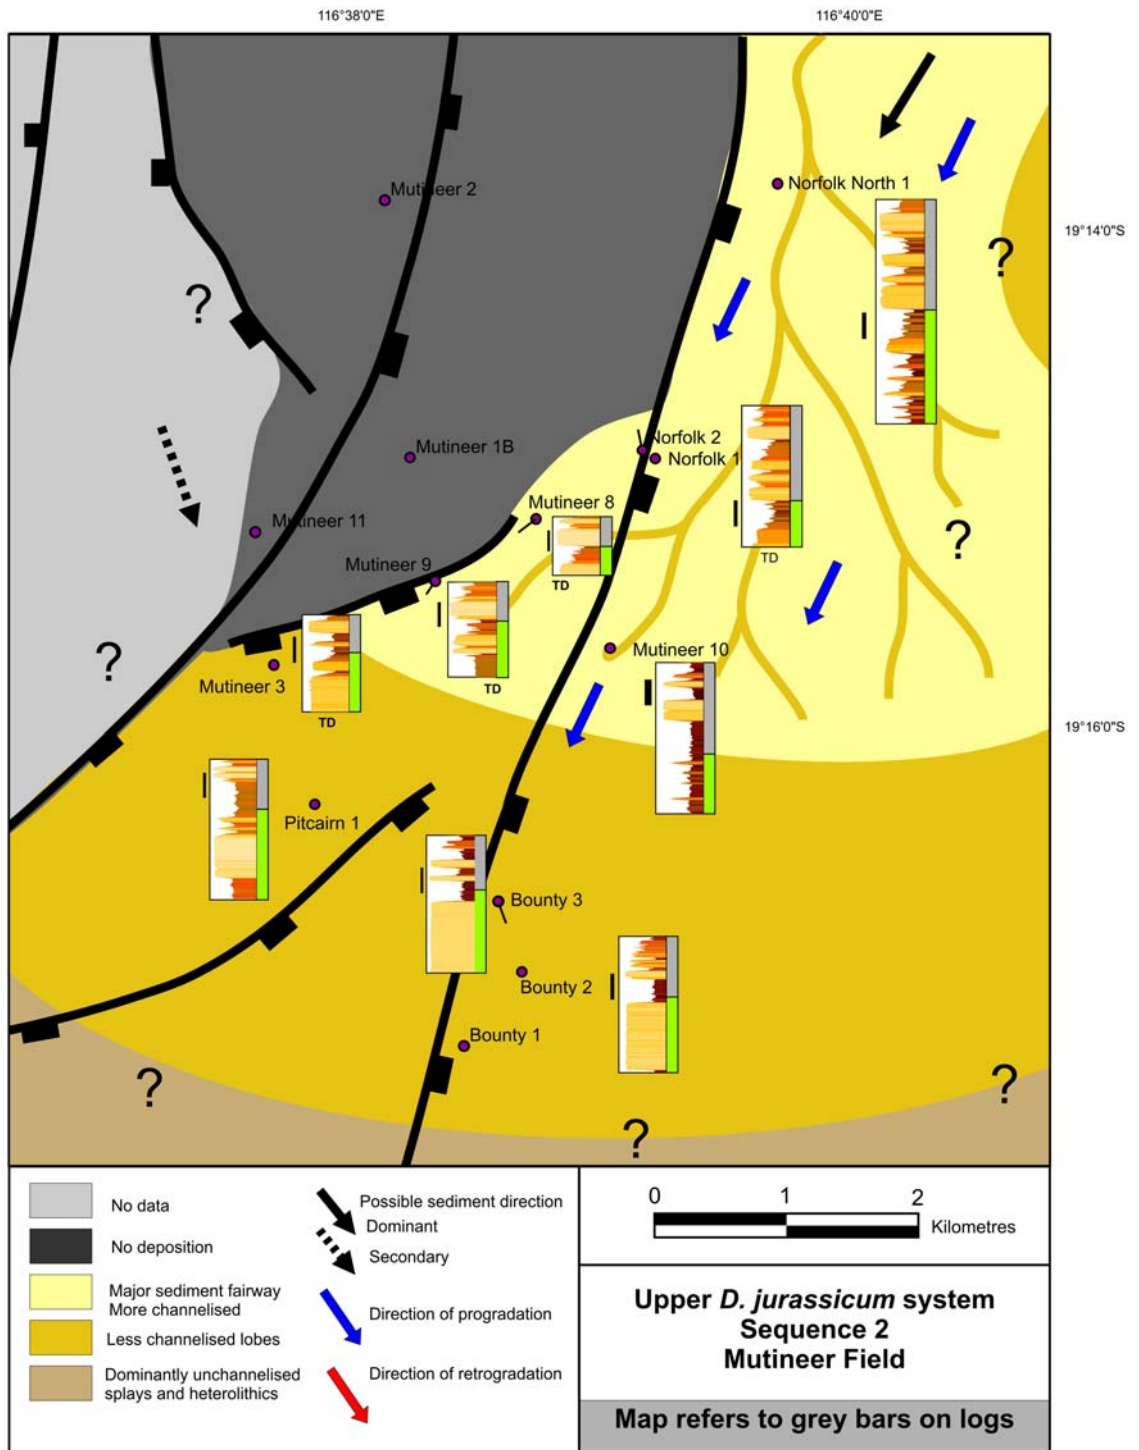 116°38'0"E
116°40'0"E
Mutineer 2
Norfolk North 1
19°14'0"S
?
?
Norfolk 2
Norfolk 1
Mutineer 1B
Mutineer 8
Mutineer 11
TD
?
Mutineer 9
TD
Mutineer 10
?
Mutineer 3
TD
TD
19°16'0"S
Pitcairn 1
Bounty 3
Bounty 2
Bounty 1
?
?
?
No data
No deposition
Major sediment fairway
More channelised
Less channelised lobes
Dominantly unchannelised
splays and heterolithics
Possible sediment direction
Dominant
Secondary
Direction of progradation
Direction of retrogradation
0 1 2
Kilometres
Upper D. jurassicum system
Sequence 2
Mutineer Field
Map refers to grey bars on logs